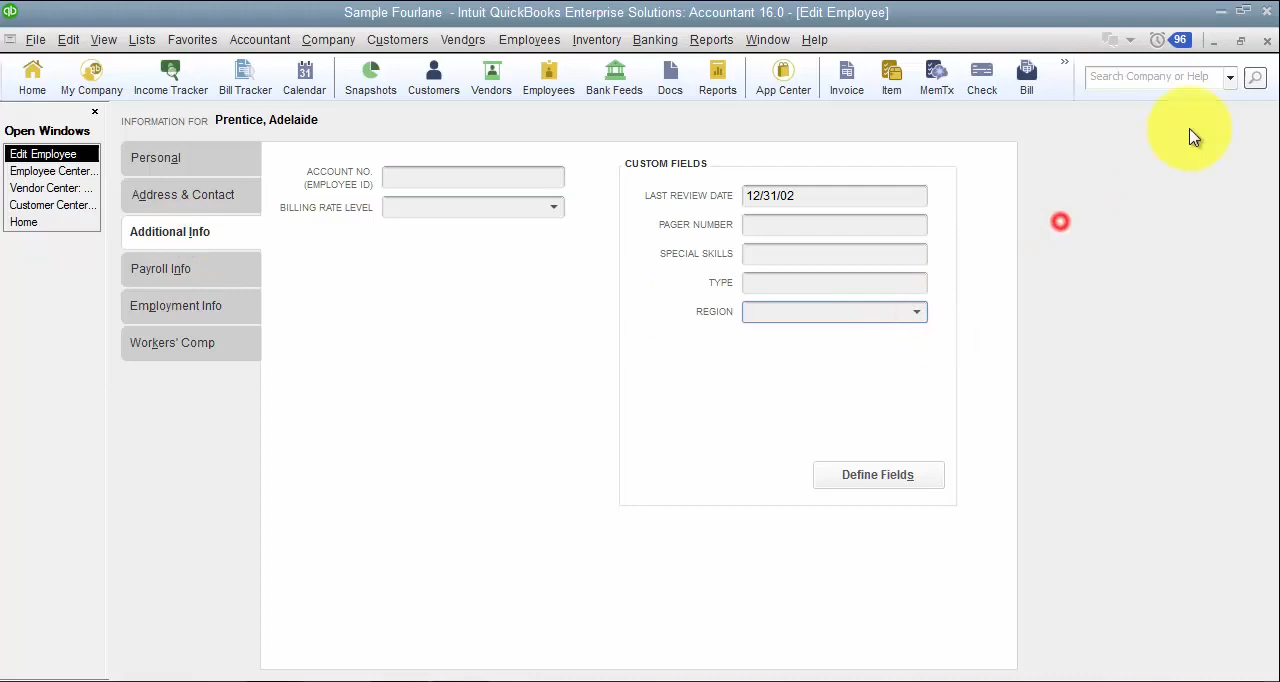 qb
Sample Fourlane - Intuit QuickBooks Enterprise Solutions: Accountant 16.0 - [Edit Employee]
File Edit View Lists Favorites Accountant Company Customers Vendors Employees Inventory Banking Reports Window Help 96
31
Home My Company Income Tracker Bill Tracker Calendar Snapshots Customers Vendors Employees Bank Feeds Docs Reports App Center Invoice Item MemTx Check Bill »
Search Company or Help
Open Windows
Edit Employee
Employee Center...
Vendor Center: ...
Customer Center...
Home
INFORMATION FOR Prentice, Adelaide
Personal
Address & Contact
Additional Info
Payroll Info
Employment Info
Workers' Comp
ACCOUNT NO.
(EMPLOYEE ID)
BILLING RATE LEVEL
CUSTOM FIELDS
LAST REVIEW DATE 12/31/02
PAGER NUMBER
SPECIAL SKILLS
TYPE
REGION
Define Fields